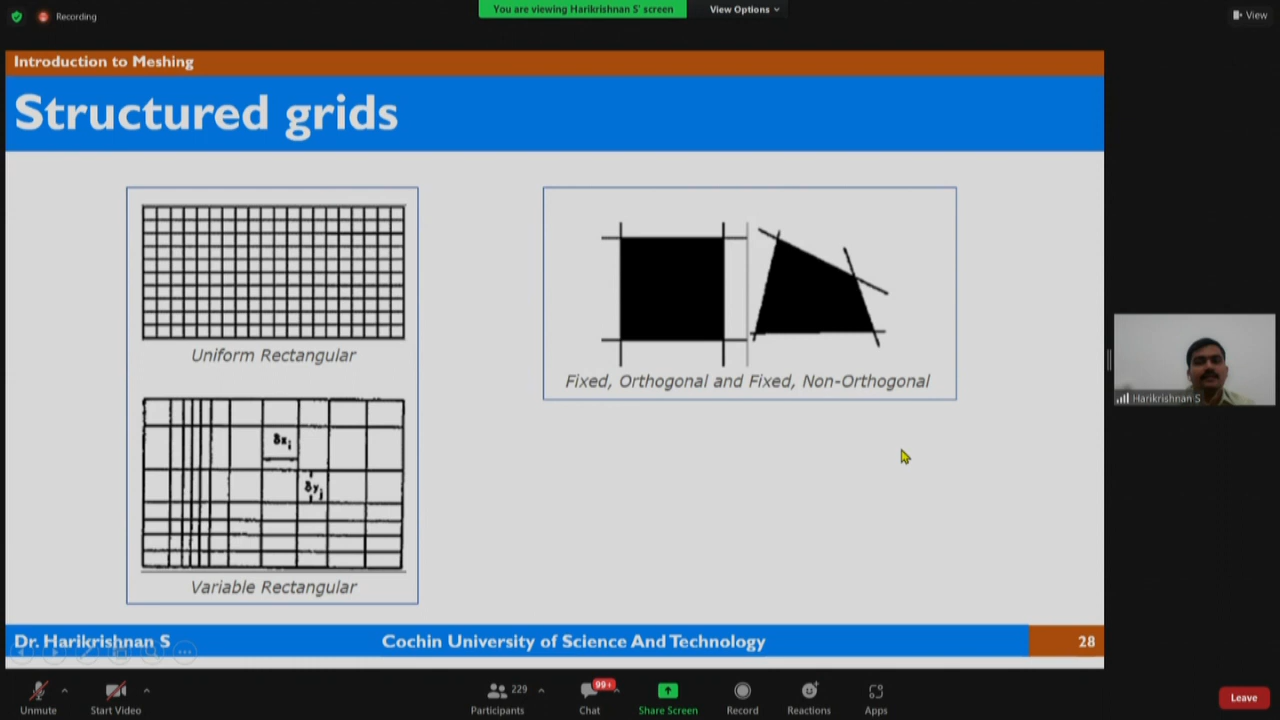 Recording
You are viewing Harikrishnan S' screen
View Options
View
Introduction to Meshing
Structured grids
Uniform Rectangular
δxᵢ
δyⱼ
Variable Rectangular
Fixed, Orthogonal and Fixed, Non-Orthogonal
Harikrishnan S
Dr. Harikrishnan S
Cochin University of Science And Technology
28
Unmute
Start Video
229
Participants
99+
Chat
Share Screen
Record
Reactions
Apps
Leave